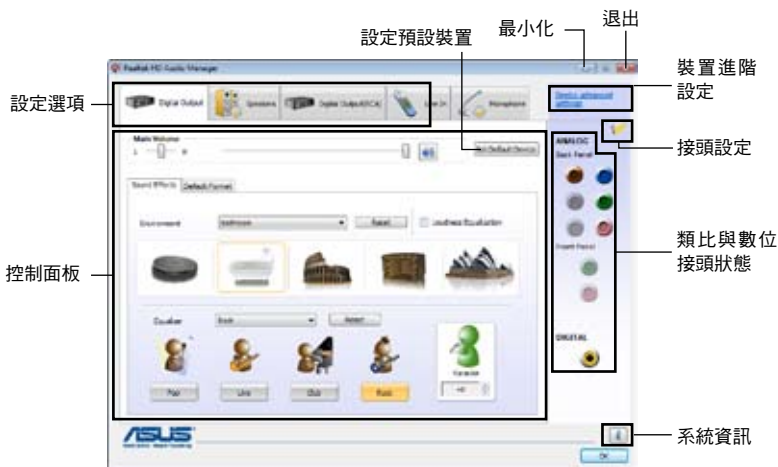 退出
最小化
設定預設裝置
裝置進階
設定
設定選項
接頭設定
類比與數位
接頭狀態
控制面板
系統資訊
Realtek HD Audio Manager
Digital Output
Speakers
Digital Output(RCA)
Line In
Microphone
Device advanced
settings
Main Volume
L
R
Set Default Device
ANALOG
Back Panel
Sound Effects
Default Format
Environment
Bathroom
Reset
Loudness Equalization
Front Panel
Equalizer
Rock
Reset
DIGITAL
Karaoke
Pop
Live
Club
Rock
+0
ASUS
OK